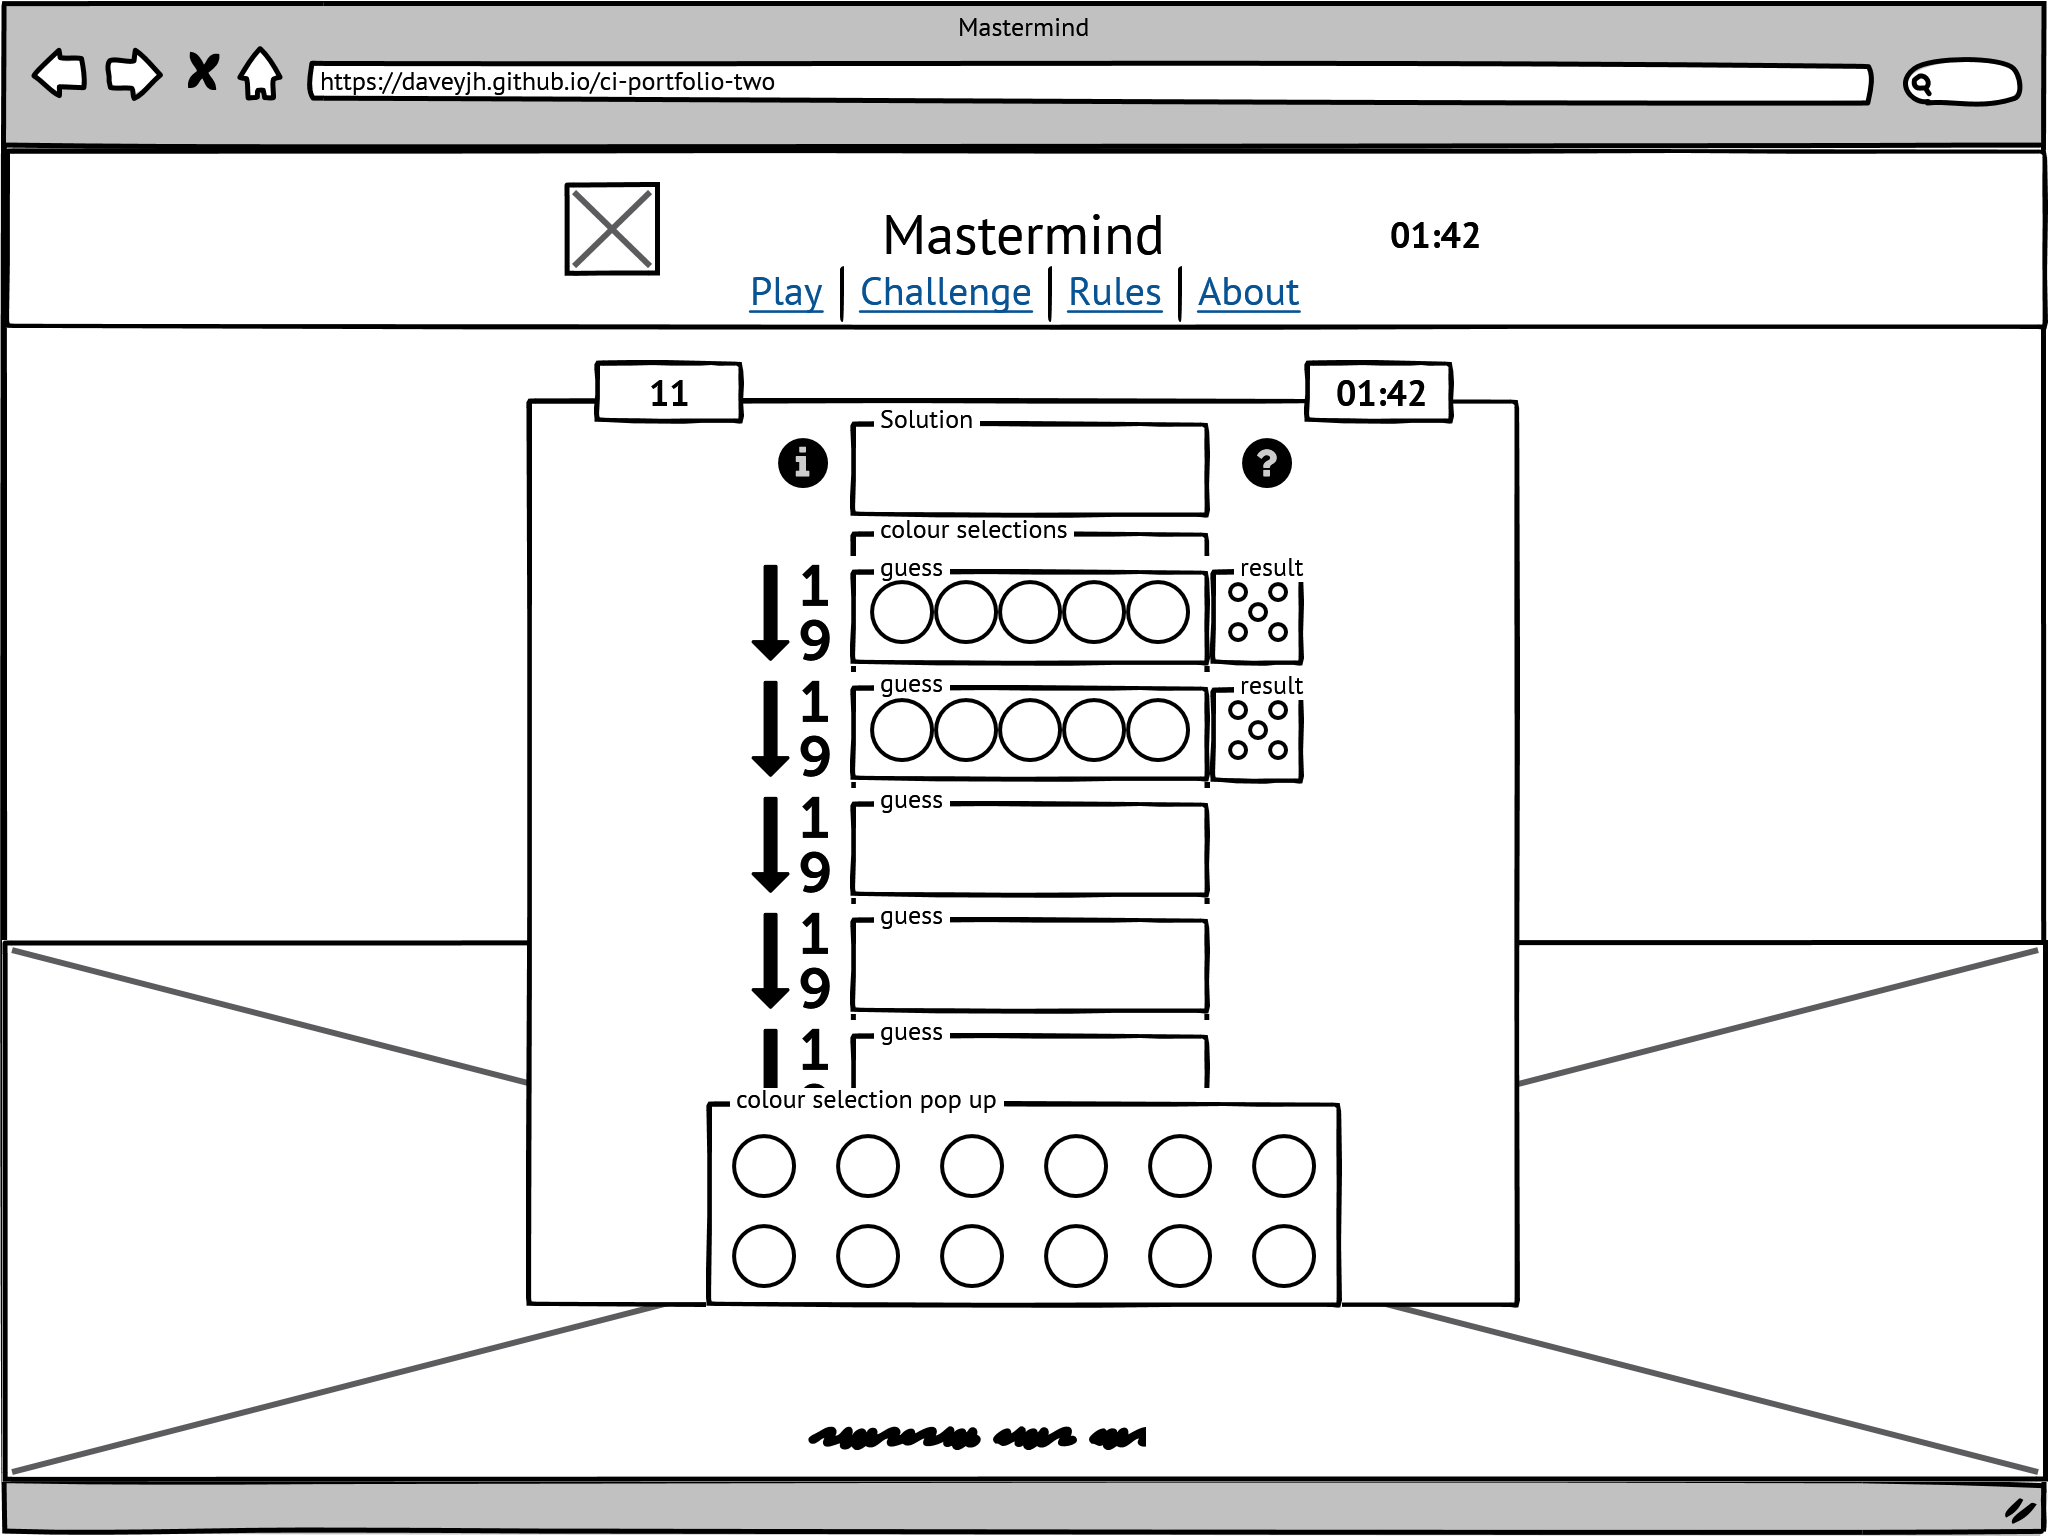 Mastermind
https://daveyjh.github.io/ci-portfolio-two
Mastermind
01:42
Play | Challenge | Rules | About
11
01:42
Solution
i
?
colour selections
guess
result
1
9
guess
result
1
9
guess
1
9
guess
1
9
guess
1
colour selection pop up